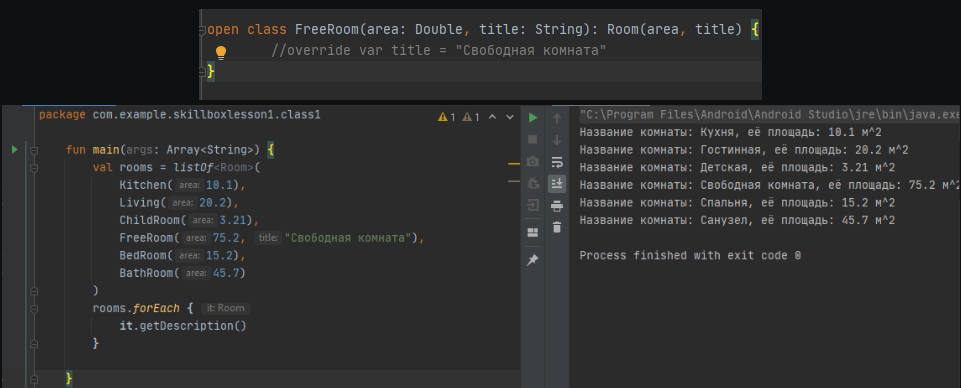 open class FreeRoom(area: Double, title: String): Room(area, title) {
//override var title = "Свободная комната"
}
package com.example.skillboxlesson1.class1
1 1
fun main(args: Array<String>) {
val rooms = listOf<Room>(
Kitchen( area: 10.1),
Living( area: 20.2),
ChildRoom( area: 3.21),
FreeRoom( area: 75.2, title: "Свободная комната"),
BedRoom( area: 15.2),
BathRoom( area: 45.7)
)
rooms.forEach { it: Room
it.getDescription()
}
}
"C:\Program Files\Android\Android Studio\jre\bin\java.exe
Название комнаты: Кухня, её площадь: 10.1 м^2
Название комнаты: Гостинная, её площадь: 20.2 м^2
Название комнаты: Детская, её площадь: 3.21 м^2
Название комнаты: Свободная комната, её площадь: 75.2 м^2
Название комнаты: Спальня, её площадь: 15.2 м^2
Название комнаты: Санузел, её площадь: 45.7 м^2
Process finished with exit code 0